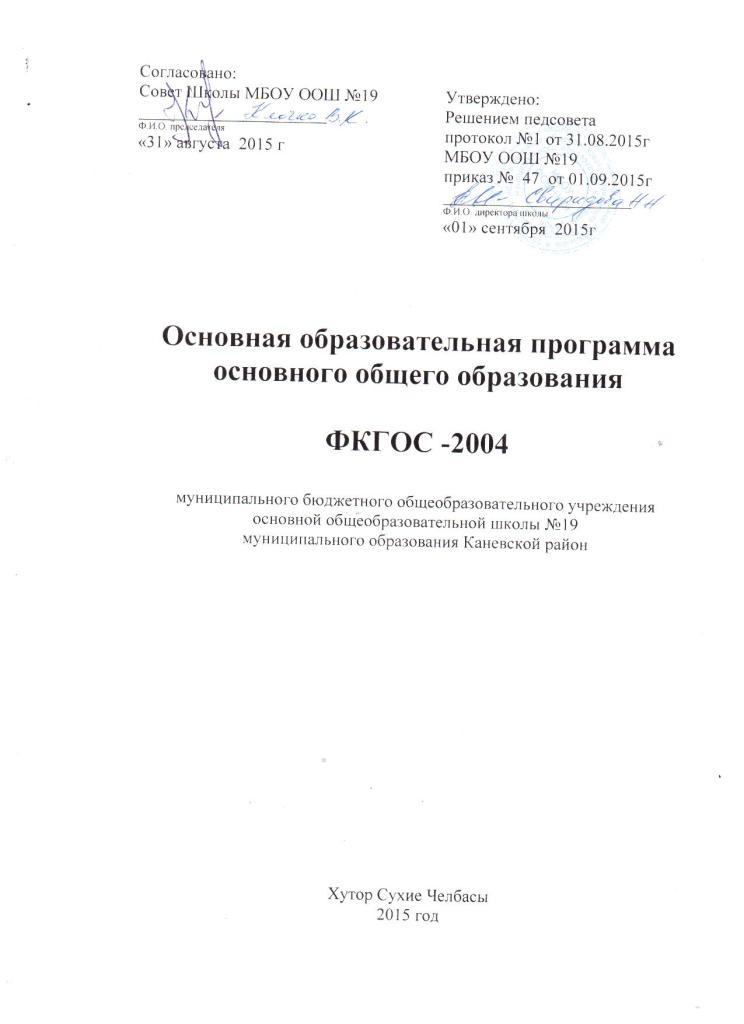 Согласовано:
Совет Школы МБОУ ООШ №19
Клочко В.К.
Ф.И.О. председателя
«31» августа  2015 г
Утверждено:
Решением педсовета
протокол №1 от 31.08.2015г
МБОУ ООШ №19
приказ №  47  от 01.09.2015г
Свиридова Н Н
Ф.И.О. директора школы
«01» сентября  2015г
Основная образовательная программа
основного общего образования
ФКГОС -2004
муниципального бюджетного общеобразовательного учреждения
основной общеобразовательной школы №19
муниципального образования Каневской район
Хутор Сухие Челбасы
2015 год